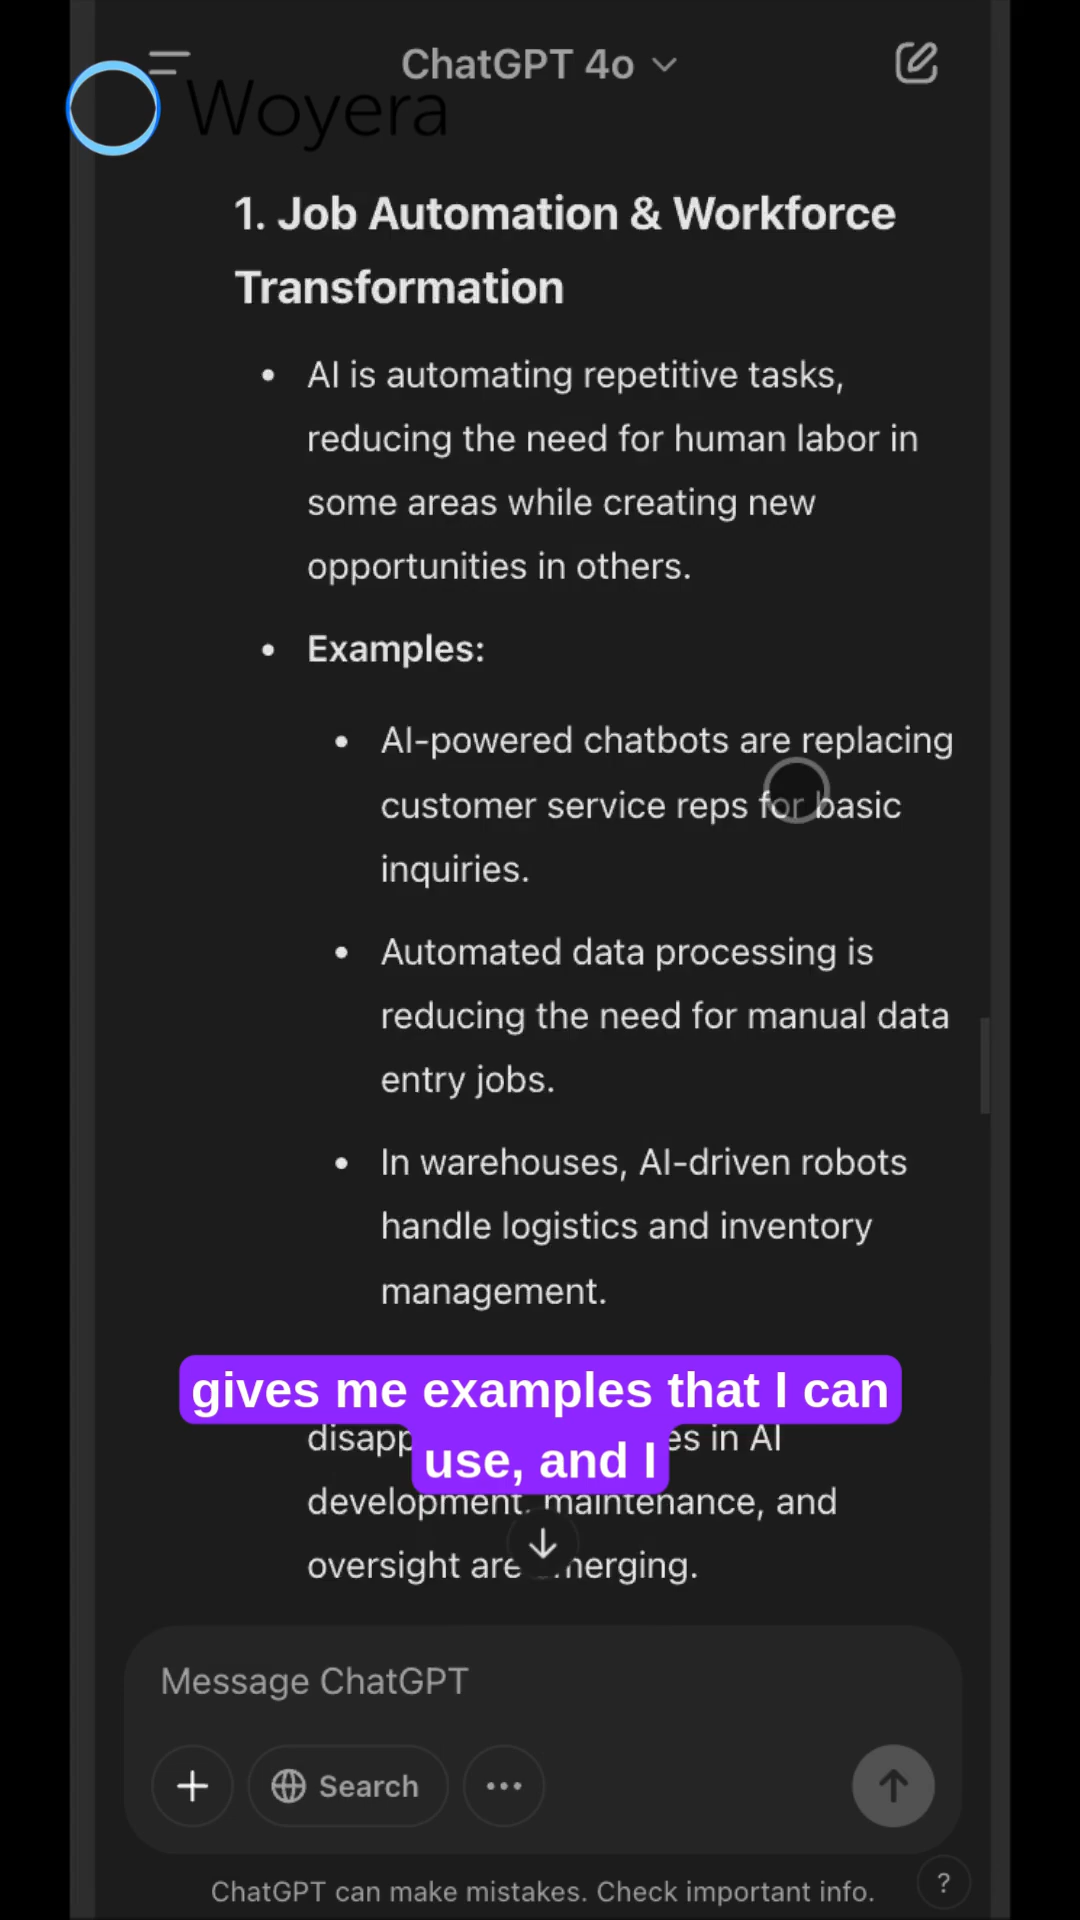 ChatGPT 4o
Woyera
1. Job Automation & Workforce
Transformation
• AI is automating repetitive tasks,
reducing the need for human labor in
some areas while creating new
opportunities in others.
• Examples:
• AI-powered chatbots are replacing
customer service reps for basic
inquiries.
• Automated data processing is
reducing the need for manual data
entry jobs.
• In warehouses, AI-driven robots
handle logistics and inventory
management.
gives me examples that I can
use, and I
in AI
development, maintenance, and
oversight are
Message ChatGPT
Search
ChatGPT can make mistakes. Check important info.
?